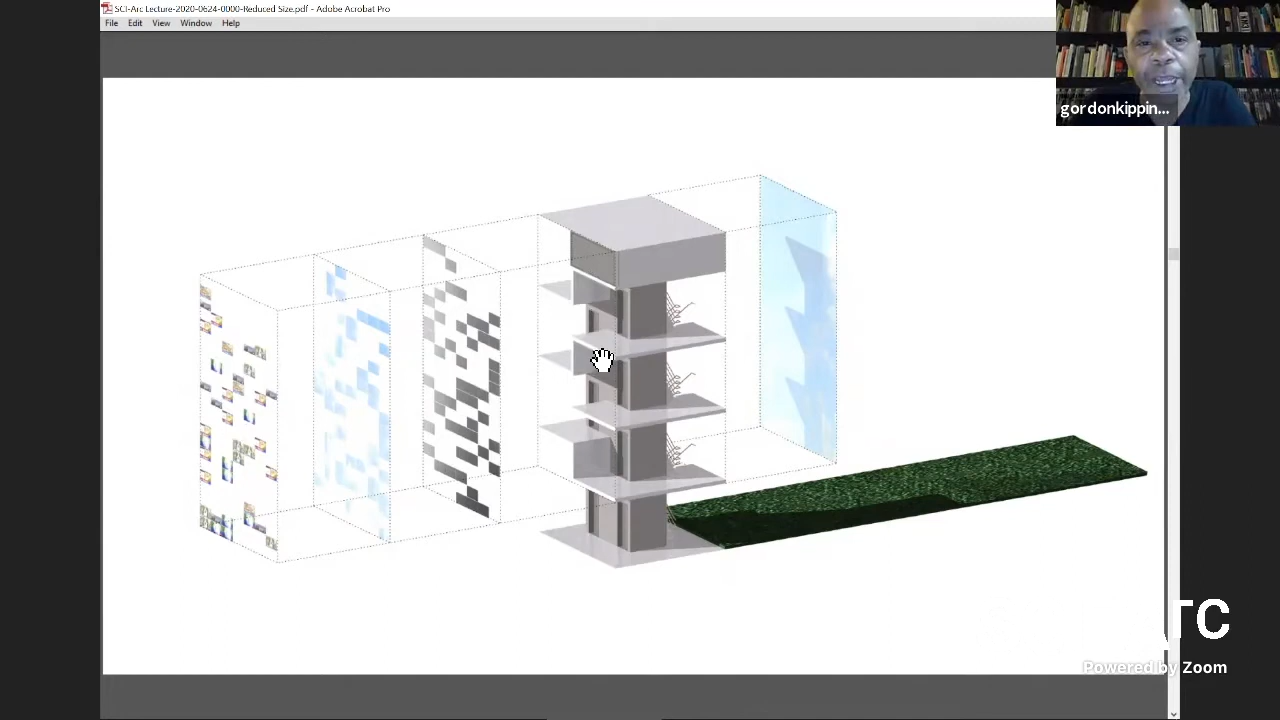 SCI-Arc Lecture-2020-0624-0000-Reduced Size.pdf - Adobe Acrobat Pro
File Edit View Window Help
gordonkippin...
rc
Powered by Zoom